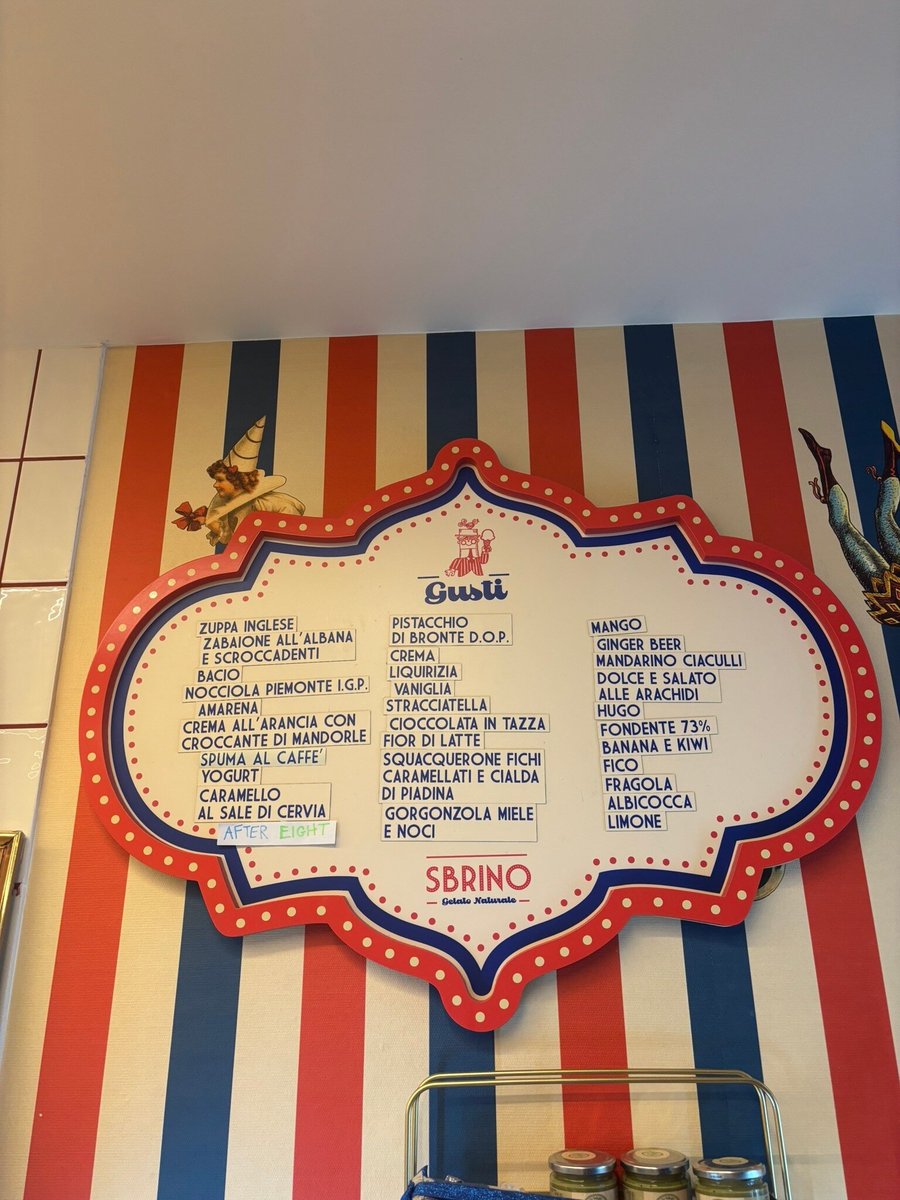 Gusti
ZUPPA INGLESE
ZABAIONE ALL'ALBANA
E SCROCCADENTI
BACIO
NOCCIOLA PIEMONTE I.G.P.
AMARENA
CREMA ALL'ARANCIA CON
CROCCANTE DI MANDORLE
SPUMA AL CAFFE'
YOGURT
CARAMELLO
AL SALE DI CERVIA
AFTER EIGHT
PISTACCHIO
DI BRONTE D.O.P.
CREMA
LIQUIRIZIA
VANIGLIA
STRACCIATELLA
CIOCCOLATA IN TAZZA
FIOR DI LATTE
SQUACQUERONE FICHI
CARAMELLATI E CIALDA
DI PIADINA
GORGONZOLA MIELE
E NOCI
MANGO
GINGER BEER
MANDARINO CIACULLI
DOLCE E SALATO
ALLE ARACHIDI
HUGO
FONDENTE 73%
BANANA E KIWI
FICO
FRAGOLA
ALBICOCCA
LIMONE
SBRINO
Gelato Naturale